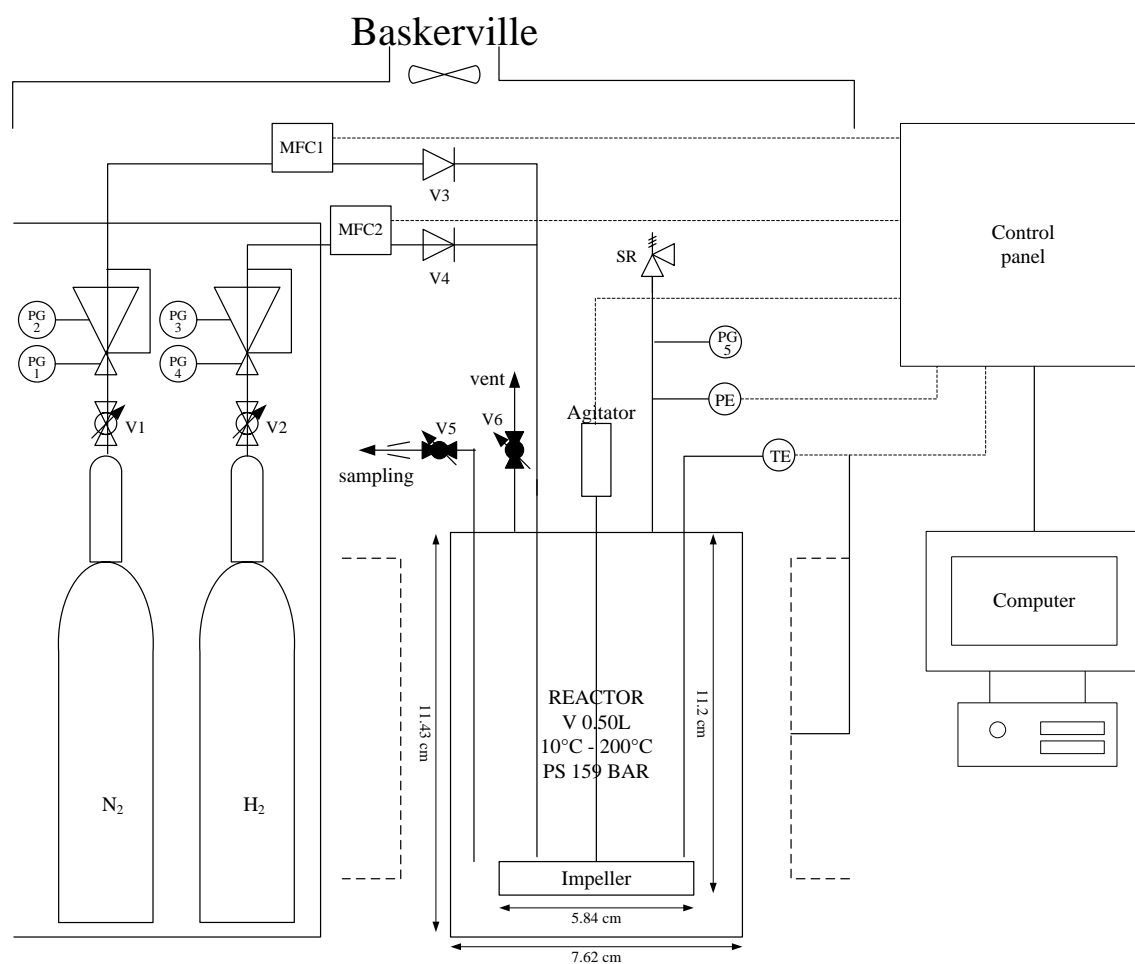 Baskerville
MFC1
V3
MFC2
V4
SR
Control
panel
PG
2
PG
3
PG
1
PG
4
PG
5
vent
PE
Agitator
V1
V2
V5
V6
sampling
TE
Computer
11.43 cm
11.2 cm
REACTOR
V 0.50L
10°C - 200°C
PS 159 BAR
N₂
H₂
Impeller
5.84 cm
7.62 cm